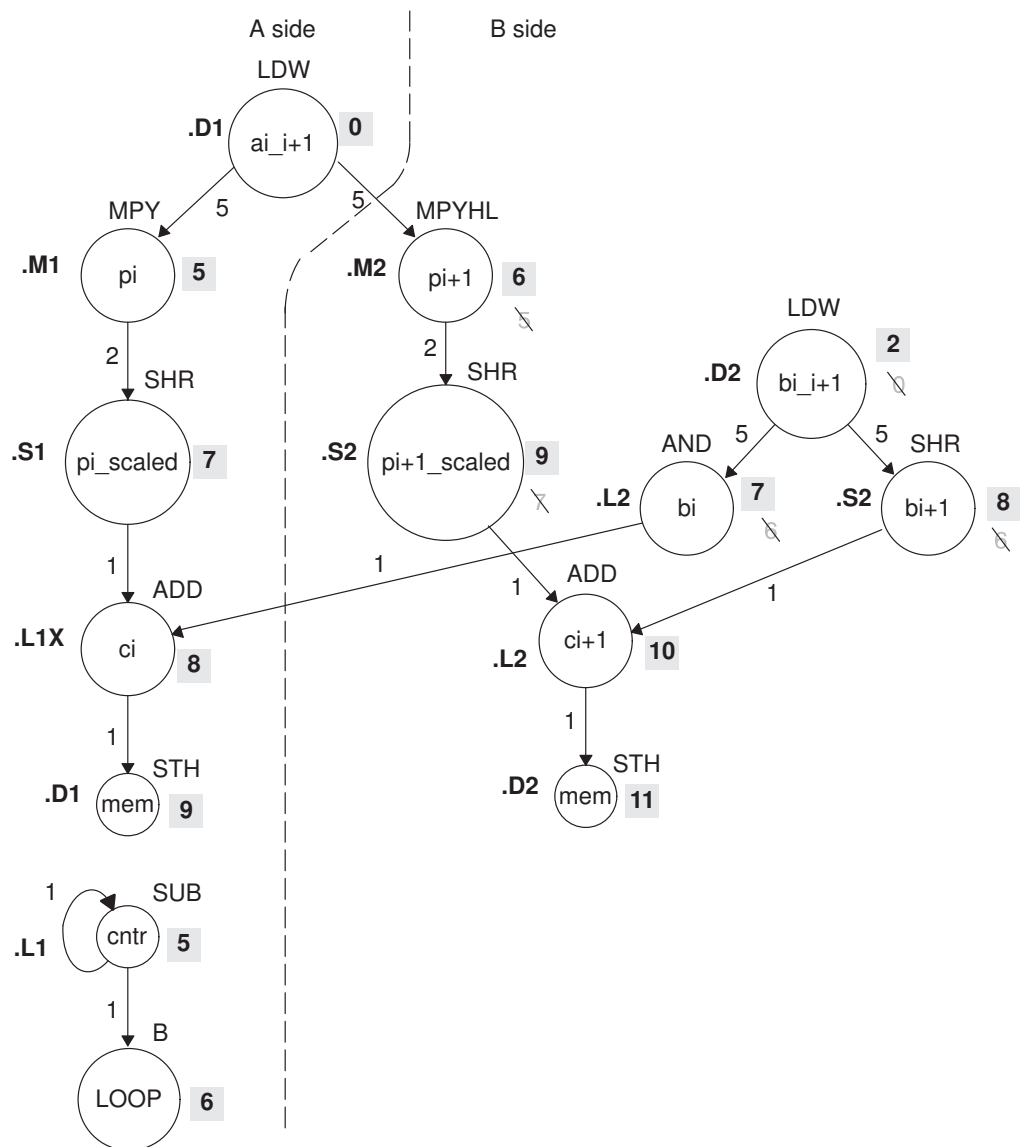 A side B side
LDW
.D1 ai_i+1 0
5 5
MPY MPYHL
.M1 pi 5 .M2 pi+1 6
5
LDW
2 2
.D2 bi_i+1 2
0
SHR SHR
5 5
AND SHR
.S1 pi_scaled 7 .S2 pi+1_scaled 9
7
.L2 bi 7 .S2 bi+1 8
6 6
1 1 1 1
ADD ADD
.L1X ci 8 .L2 ci+1 10
1 1
STH STH
.D1 mem 9 .D2 mem 11
1 SUB
.L1 cntr 5
1
B
LOOP 6